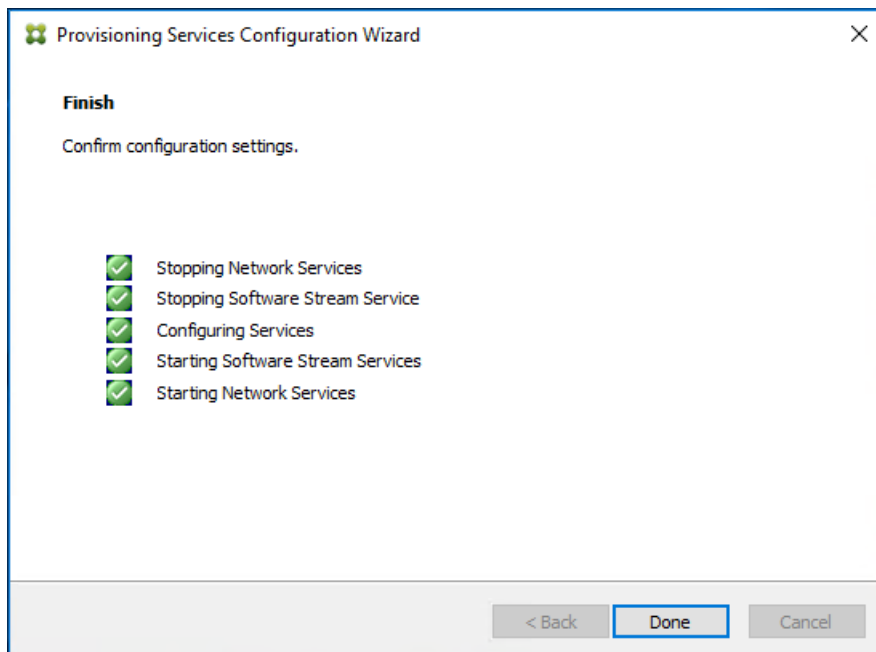 Provisioning Services Configuration Wizard
Finish
Confirm configuration settings.
Stopping Network Services
Stopping Software Stream Service
Configuring Services
Starting Software Stream Services
Starting Network Services
< Back Done Cancel